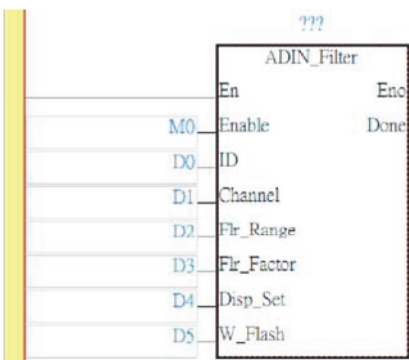 ???
ADIN_Filter
En Eno
M0 Enable Done
D0 ID
D1 Channel
D2 Flr_Range
D3 Flr_Factor
D4 Disp_Set
D5 W_Flash